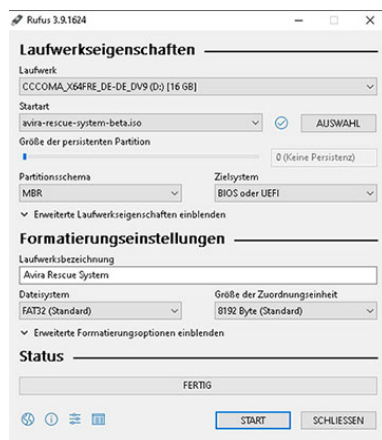 Rufus 3.9.1624
Laufwerkseigenschaften
Laufwerk
CCCOMA_X64FRE_DE-DE_DV9 (D:) [16 GB]
Startart
avira-rescue-system-beta.iso
AUSWAHL
Größe der persistenten Partition
0 (Keine Persistenz)
Partitionsschema Zielsystem
MBR BIOS oder UEFI
Erweiterte Laufwerkseigenschaften einblenden
Formatierungseinstellungen
Laufwerksbezeichnung
Avira Rescue System
Dateisystem Größe der Zuordnungseinheit
FAT32 (Standard) 8192 Byte (Standard)
Erweiterte Formatierungsoptionen einblenden
Status
FERTIG
START SCHLIESSEN